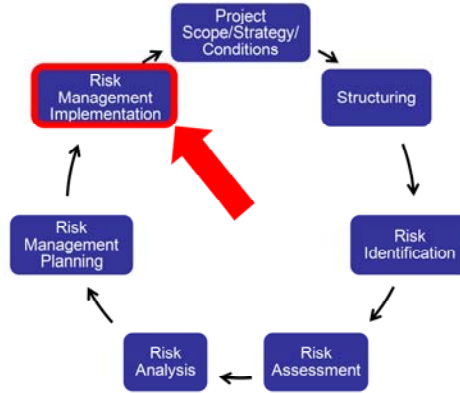 Project
Scope/Strategy/
Conditions
Structuring
Risk
Identification
Risk
Assessment
Risk
Analysis
Risk
Management
Planning
Risk
Management
Implementation